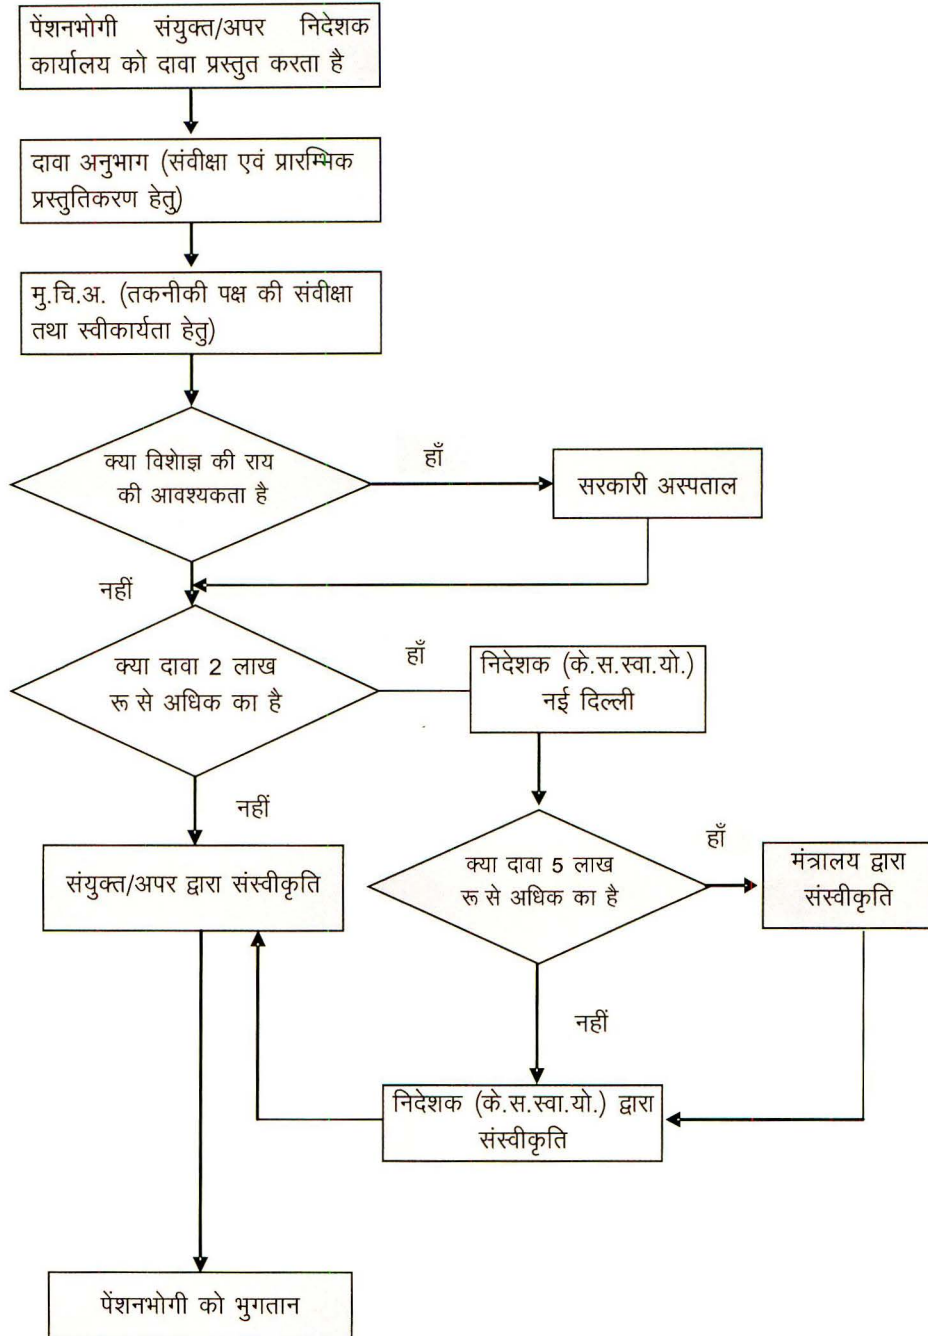 पेंशनभोगी संयुक्त/अपर निदेशक
कार्यालय को दावा प्रस्तुत करता है
दावा अनुभाग (संवीक्षा एवं प्रारम्भिक
प्रस्तुतिकरण हेतु)
मु.चि.अ. (तकनीकी पक्ष की संवीक्षा
तथा स्वीकार्यता हेतु)
क्या विशेाज्ञ की राय
की आवश्यकता है
हाँ
सरकारी अस्पताल
नहीं
क्या दावा 2 लाख
रू से अधिक का है
हाँ
निदेशक (के.स.स्वा.यो.)
नई दिल्ली
नहीं
संयुक्त/अपर द्वारा संस्वीकृति
क्या दावा 5 लाख
रू से अधिक का है
हाँ
मंत्रालय द्वारा
संस्वीकृति
नहीं
निदेशक (के.स.स्वा.यो.) द्वारा
संस्वीकृति
पेंशनभोगी को भुगतान